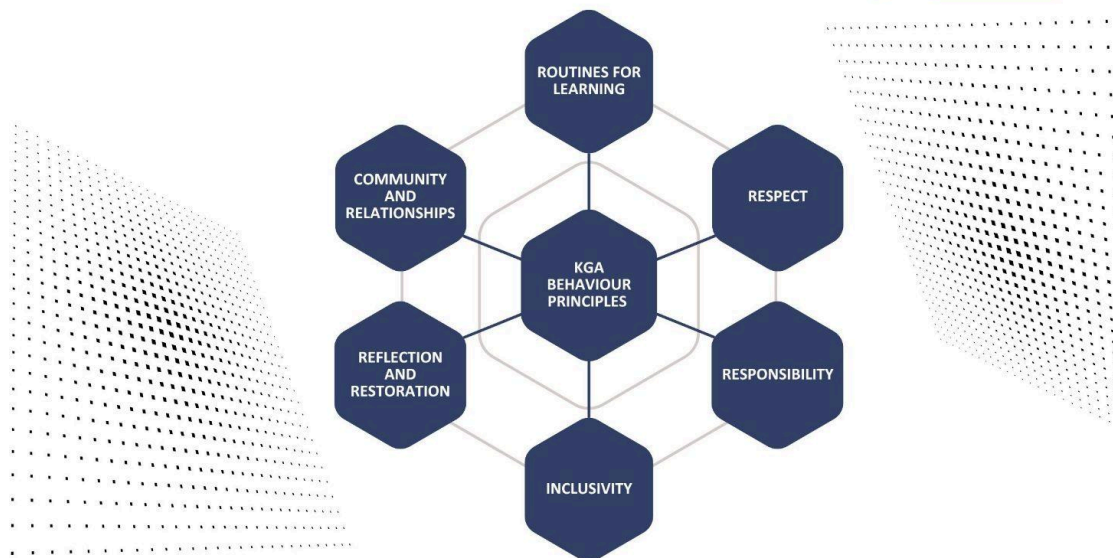 ROUTINES FOR
LEARNING
COMMUNITY
AND
RELATIONSHIPS
RESPECT
KGA
BEHAVIOUR
PRINCIPLES
REFLECTION
AND
RESTORATION
RESPONSIBILITY
INCLUSIVITY